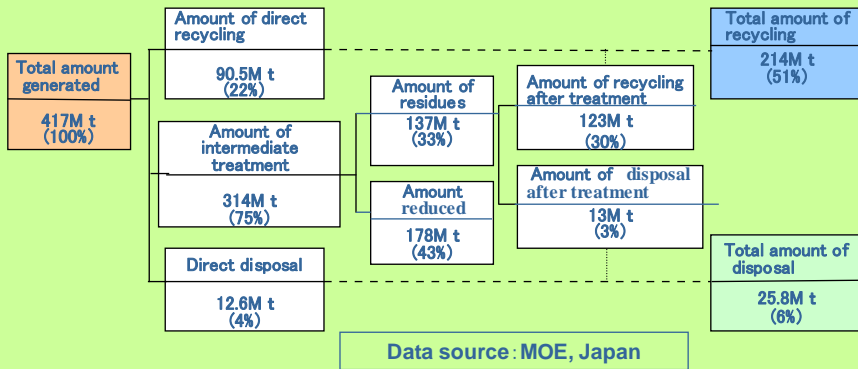 Total amount
generated
417M t
(100%)
Amount of direct
recycling
90.5M t
(22%)
Amount of
intermediate
treatment
314M t
(75%)
Direct disposal
12.6M t
(4%)
Amount of
residues
137M t
(33%)
Amount
reduced
178M t
(43%)
Amount of recycling
after treatment
123M t
(30%)
Amount of disposal
after treatment
13M t
(3%)
Total amount of
recycling
214M t
(51%)
Total amount of
disposal
25.8M t
(6%)
Data source : MOE, Japan